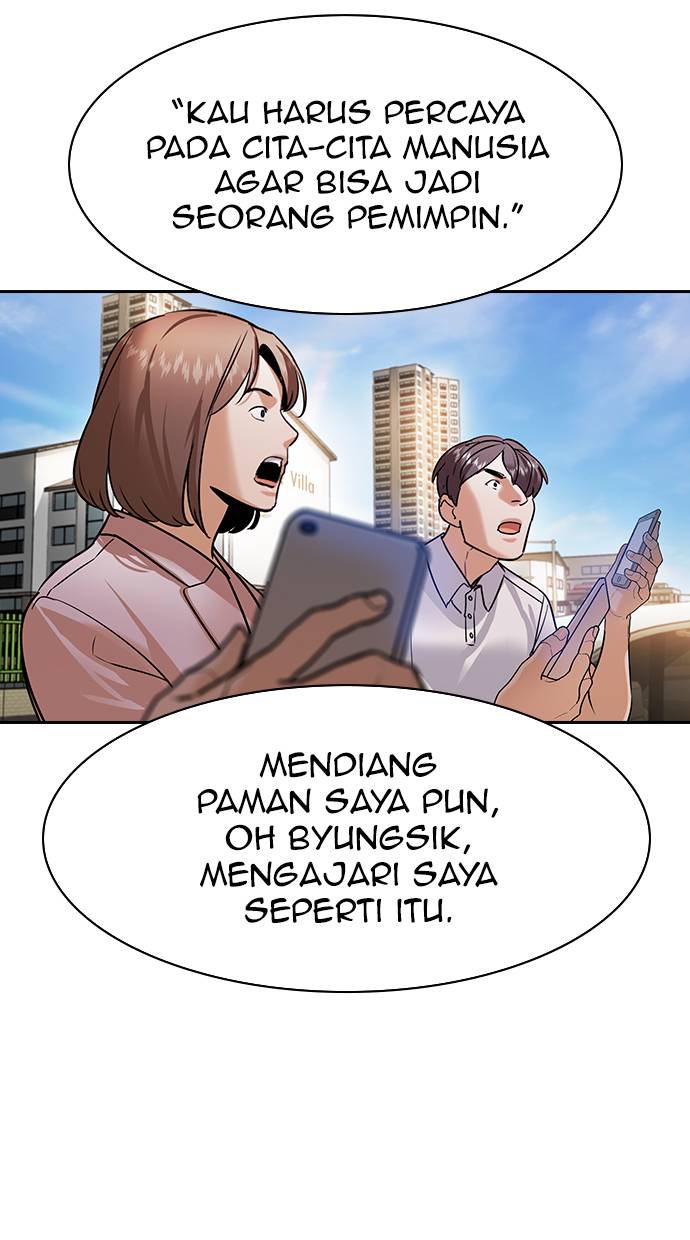 “KAU HARUS PERCAYA
PADA CITA-CITA MANUSIA
AGAR BISA JADI
SEORANG PEMIMPIN.”
Villa
MENDIANG
PAMAN SAYA PUN,
OH BYUNGSIK,
MENGAJARI SAYA
SEPERTI ITU.